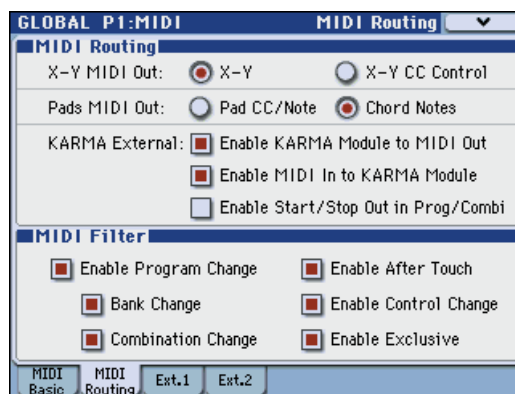 GLOBAL P1:MIDI MIDI Routing
MIDI Routing
X-Y MIDI Out: X-Y X-Y CC Control
Pads MIDI Out: Pad CC/Note Chord Notes
KARMA External: Enable KARMA Module to MIDI Out
Enable MIDI In to KARMA Module
Enable Start/Stop Out in Prog/Combi
MIDI Filter
Enable Program Change Enable After Touch
Bank Change Enable Control Change
Combination Change Enable Exclusive
MIDI Basic MIDI Routing Ext.1 Ext.2